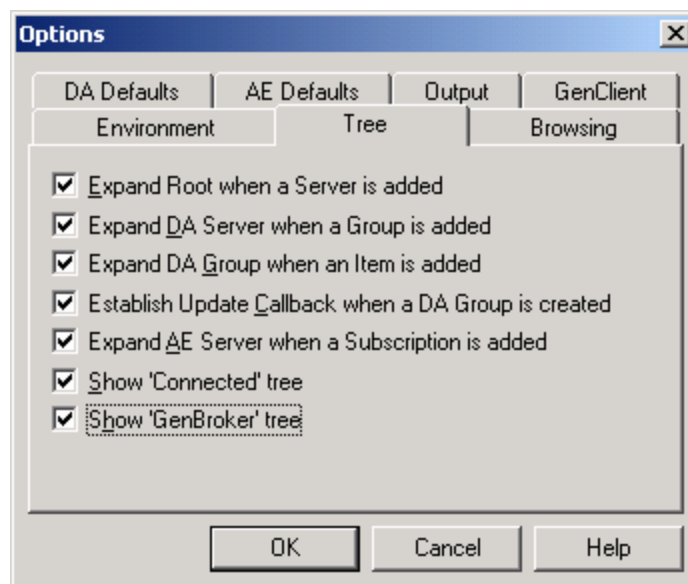 Options
DA Defaults AE Defaults Output GenClient
Environment Tree Browsing
Expand Root when a Server is added
Expand DA Server when a Group is added
Expand DA Group when an Item is added
Establish Update Callback when a DA Group is created
Expand AE Server when a Subscription is added
Show 'Connected' tree
Show 'GenBroker' tree
OK Cancel Help